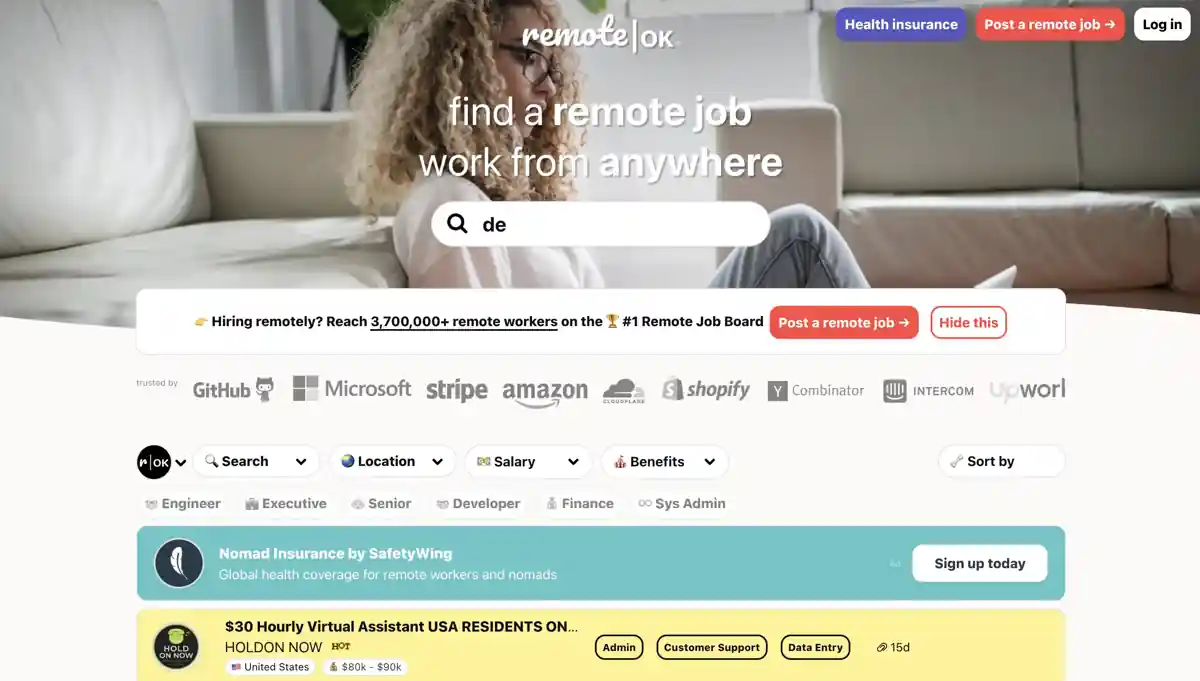 remote|OK
Health insurance
Post a remote job →
Log in
find a remote job
work from anywhere
de
👉 Hiring remotely? Reach 3,700,000+ remote workers on the 🏆 #1 Remote Job Board
Post a remote job →
Hide this
trusted by
GitHub
Microsoft
stripe
amazon
CLOUDFLARE
shopify
Y Combinator
INTERCOM
Upworl
r|OK
🔍 Search
🌏 Location
💵 Salary
🎪 Benefits
Sort by
Engineer
Executive
Senior
Developer
Finance
Sys Admin
Nomad Insurance by SafetyWing
Global health coverage for remote workers and nomads
Ad
Sign up today
HOLD
ON NOW
$30 Hourly Virtual Assistant USA RESIDENTS ON...
HOLDON NOW HOT
🇺🇸 United States
💰 $80k - $90k
Admin
Customer Support
Data Entry
15d